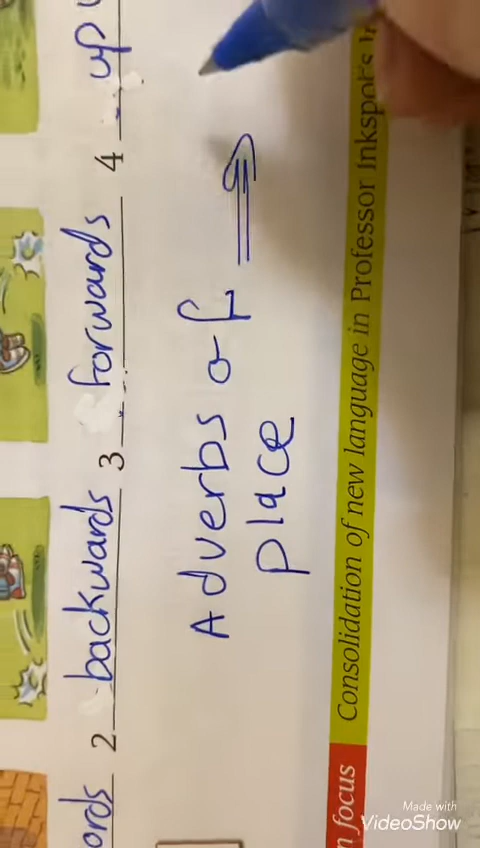 ords 2 backwards 3 forwards 4 up
Adverbs of
place
focus Consolidation of new language in Professor Inkspot's
Made with
VideoShow